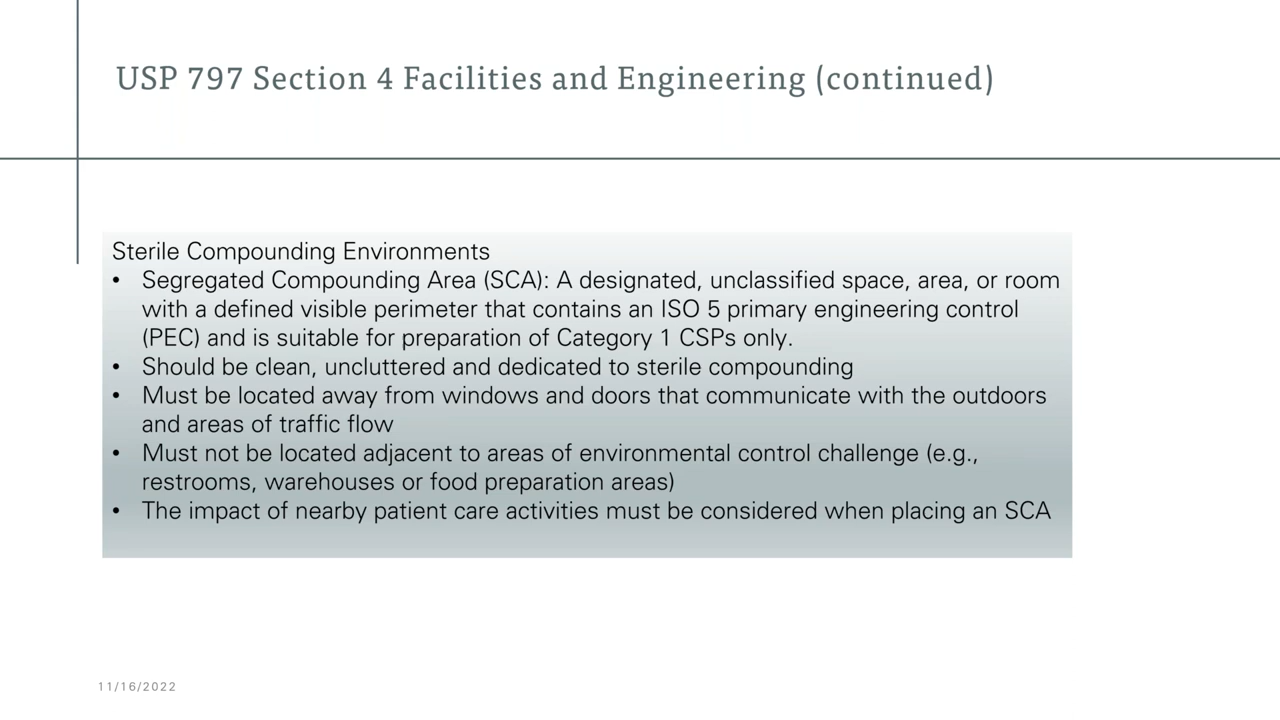 USP 797 Section 4 Facilities and Engineering (continued)
Sterile Compounding Environments
• Segregated Compounding Area (SCA): A designated, unclassified space, area, or room
with a defined visible perimeter that contains an ISO 5 primary engineering control
(PEC) and is suitable for preparation of Category 1 CSPs only.
• Should be clean, uncluttered and dedicated to sterile compounding
• Must be located away from windows and doors that communicate with the outdoors
and areas of traffic flow
• Must not be located adjacent to areas of environmental control challenge (e.g.,
restrooms, warehouses or food preparation areas)
• The impact of nearby patient care activities must be considered when placing an SCA
11/16/2022